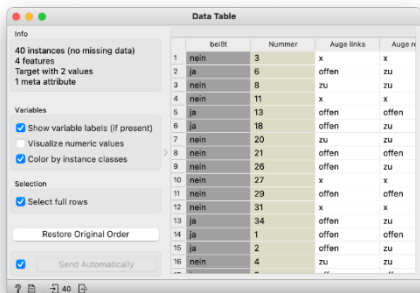 Data Table
Info
40 instances (no missing data)
4 features
Target with 2 values
1 meta attribute
Variables
Show variable labels (if present)
Visualize numeric values
Color by instance classes
Selection
Select full rows
Restore Original Order
Send Automatically
beißt Nummer Auge links Auge re
1 nein 3 x x
2 ja 6 offen zu
3 nein 8 zu zu
4 nein 11 x x
5 ja 13 offen offen
6 ja 18 offen zu
7 nein 20 zu zu
8 nein 21 offen offen
9 nein 26 offen zu
10 nein 27 x x
11 nein 29 offen offen
12 nein 31 x x
13 ja 34 offen zu
14 ja 1 offen offen
15 ja 2 offen zu
16 nein 4 zu zu
? 40